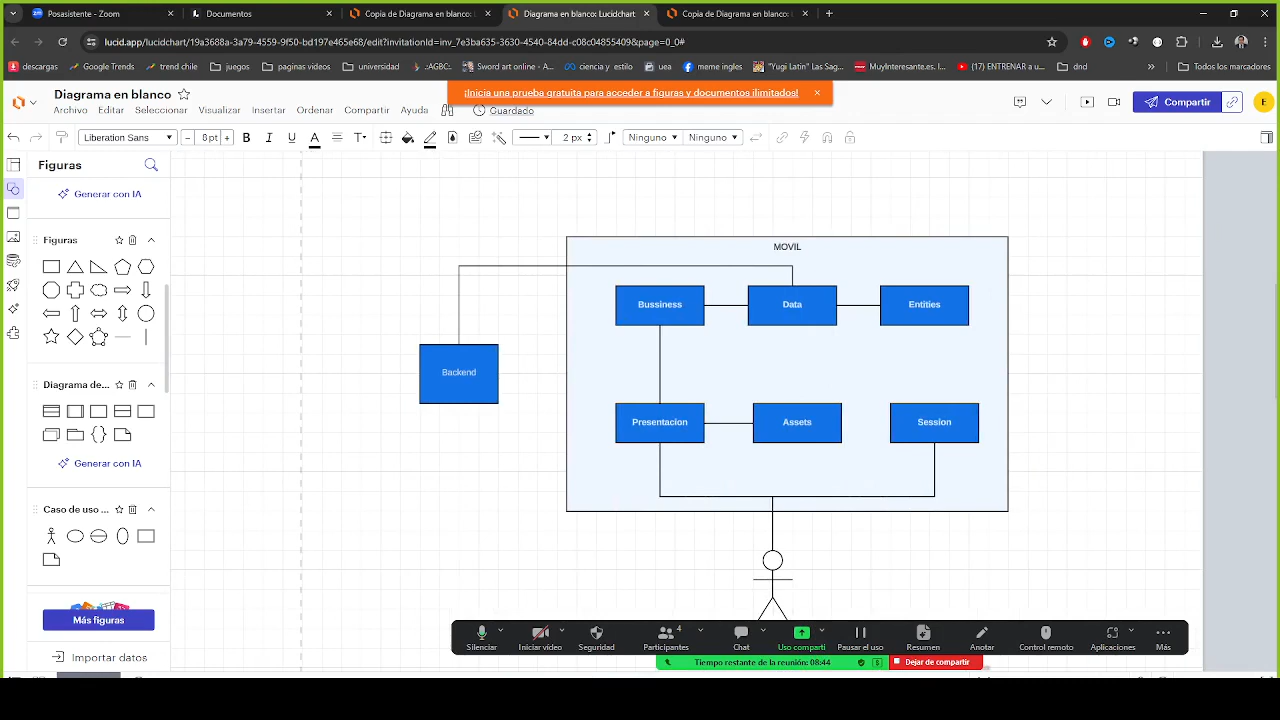 Posasistente - Zoom
Documentos
Copia de Diagrama en blanco: L
Diagrama en blanco: Lucidchart
Copia de Diagrama en blanco: L
lucid.app/lucidchart/19a3688a-3a79-4559-9f50-bd197e465e68/edit?invitationId=inv_7e3ba635-3630-4540-84dd-c08c04855409&page=0_0#
descargas
Google Trends
trend chile
juegos
paginas videos
universidad
.:AGBC:.
Sword art online - A...
ciencia y estilo
uea
meme ingles
"Yugi Latin" Las Sag...
MuyInteresante.es. I...
(17) ENTRENAR a u...
dnd
Todos los marcadores
Diagrama en blanco
¡Inicia una prueba gratuita para acceder a figuras y documentos ilimitados!
Archivo
Editar
Seleccionar
Visualizar
Insertar
Ordenar
Compartir
Ayuda
Guardado
Compartir
E
Liberation Sans
8 pt
B
I
U
A
T
2 px
Ninguno
Ninguno
Figuras
Generar con IA
Figuras
Diagrama de...
Generar con IA
Caso de uso ...
Más figuras
Importar datos
MOVIL
Bussiness
Data
Entities
Backend
Presentacion
Assets
Session
4
Silenciar
Iniciar vídeo
Seguridad
Participantes
Chat
Uso comparti
Pausar el uso
Resumen
Anotar
Control remoto
Aplicaciones
Más
Tiempo restante de la reunión: 08:44
Dejar de compartir